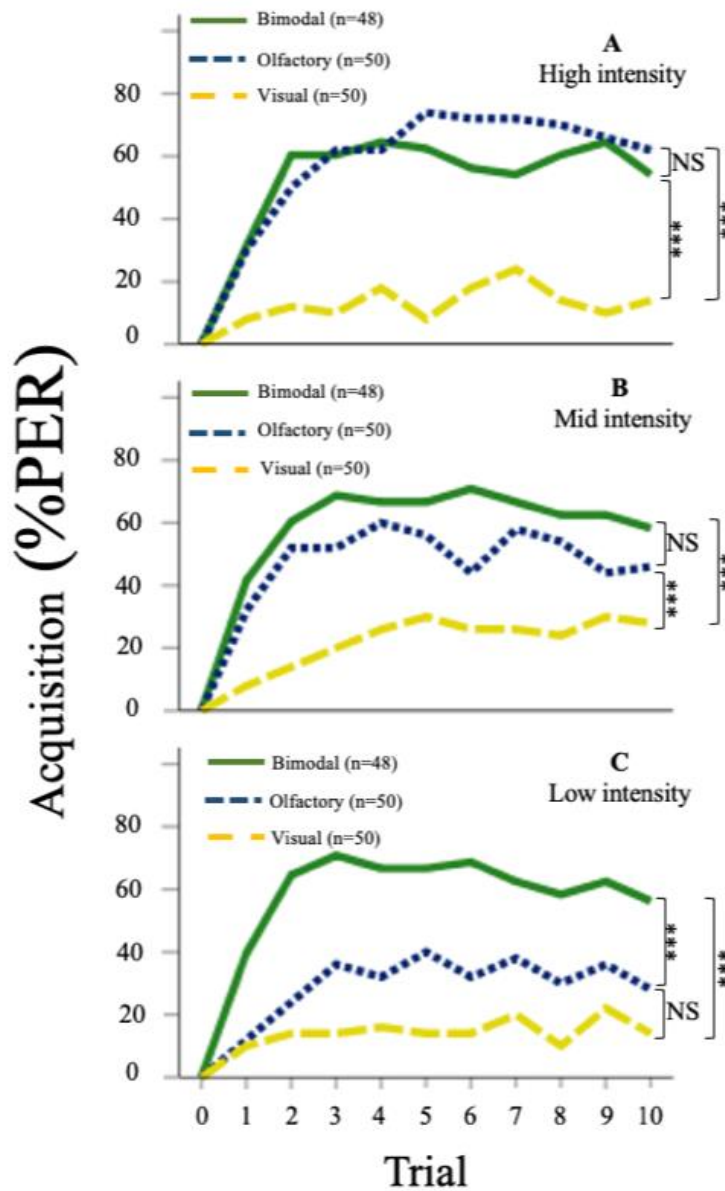 Acquisition (%PER)
Bimodal (n=48)
Olfactory (n=50)
Visual (n=50)
A
High intensity
80
60
40
20
0
NS
***
***
Bimodal (n=48)
Olfactory (n=50)
Visual (n=50)
B
Mid intensity
80
60
40
20
0
NS
***
***
Bimodal (n=48)
Olfactory (n=50)
Visual (n=50)
C
Low intensity
80
60
40
20
0
***
NS
***
0 1 2 3 4 5 6 7 8 9 10
Trial